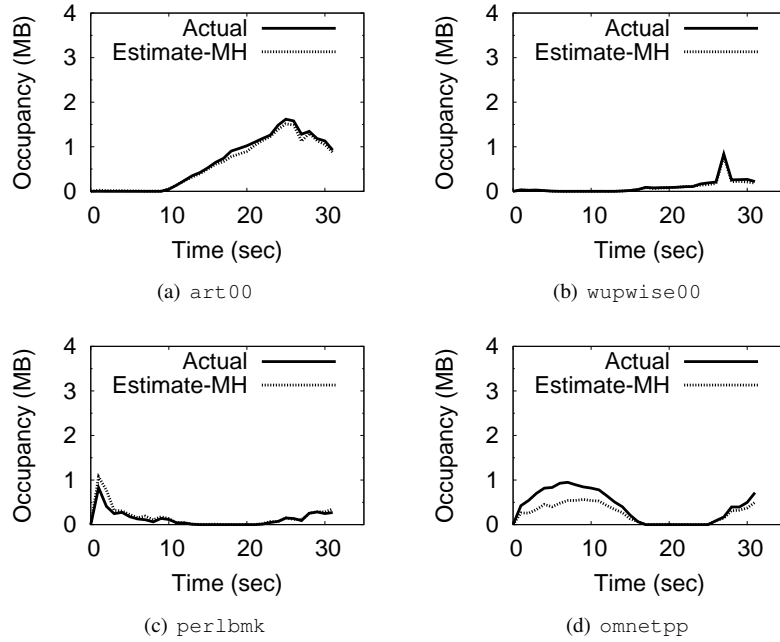 Actual
Estimate-MH
Occupancy (MB)
4
3
2
1
0
0 10 20 30
Time (sec)
(a) art00
Actual
Estimate-MH
Occupancy (MB)
4
3
2
1
0
0 10 20 30
Time (sec)
(b) wupwise00
Actual
Estimate-MH
Occupancy (MB)
4
3
2
1
0
0 10 20 30
Time (sec)
(c) perlbmk
Actual
Estimate-MH
Occupancy (MB)
4
3
2
1
0
0 10 20 30
Time (sec)
(d) omnetpp